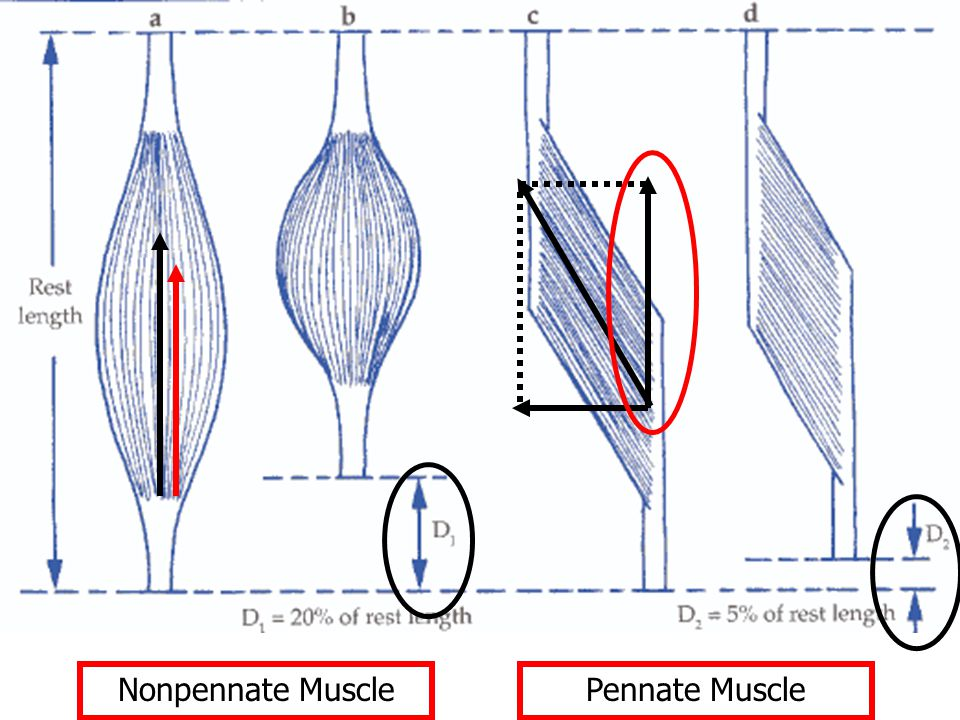 a b c d
Rest
length
D₁
D₂
D₁ = 20% of rest length
D₂ = 5% of rest length
Nonpennate Muscle
Pennate Muscle